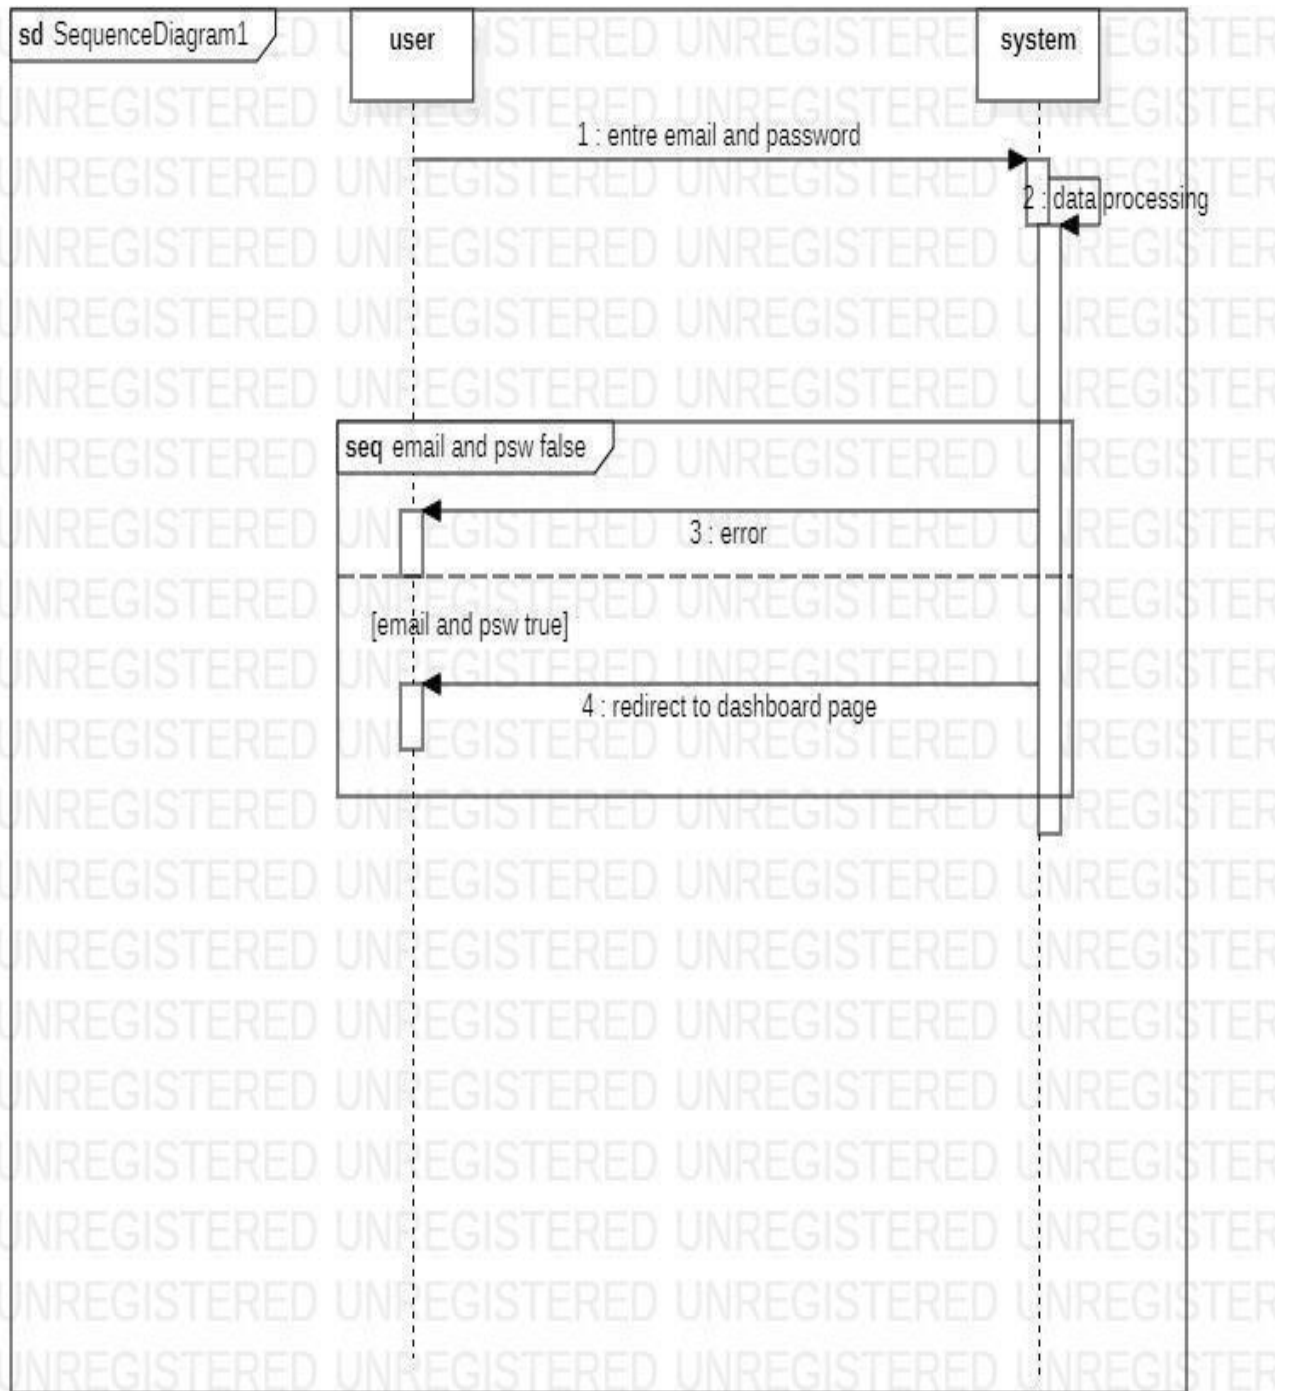 sd SequenceDiagram1
user
system
1 : entre email and password
2 : data processing
seq email and psw false
3 : error
[email and psw true]
4 : redirect to dashboard page
UNREGISTERED UNREGISTERED UNREGISTERED UNREGISTER